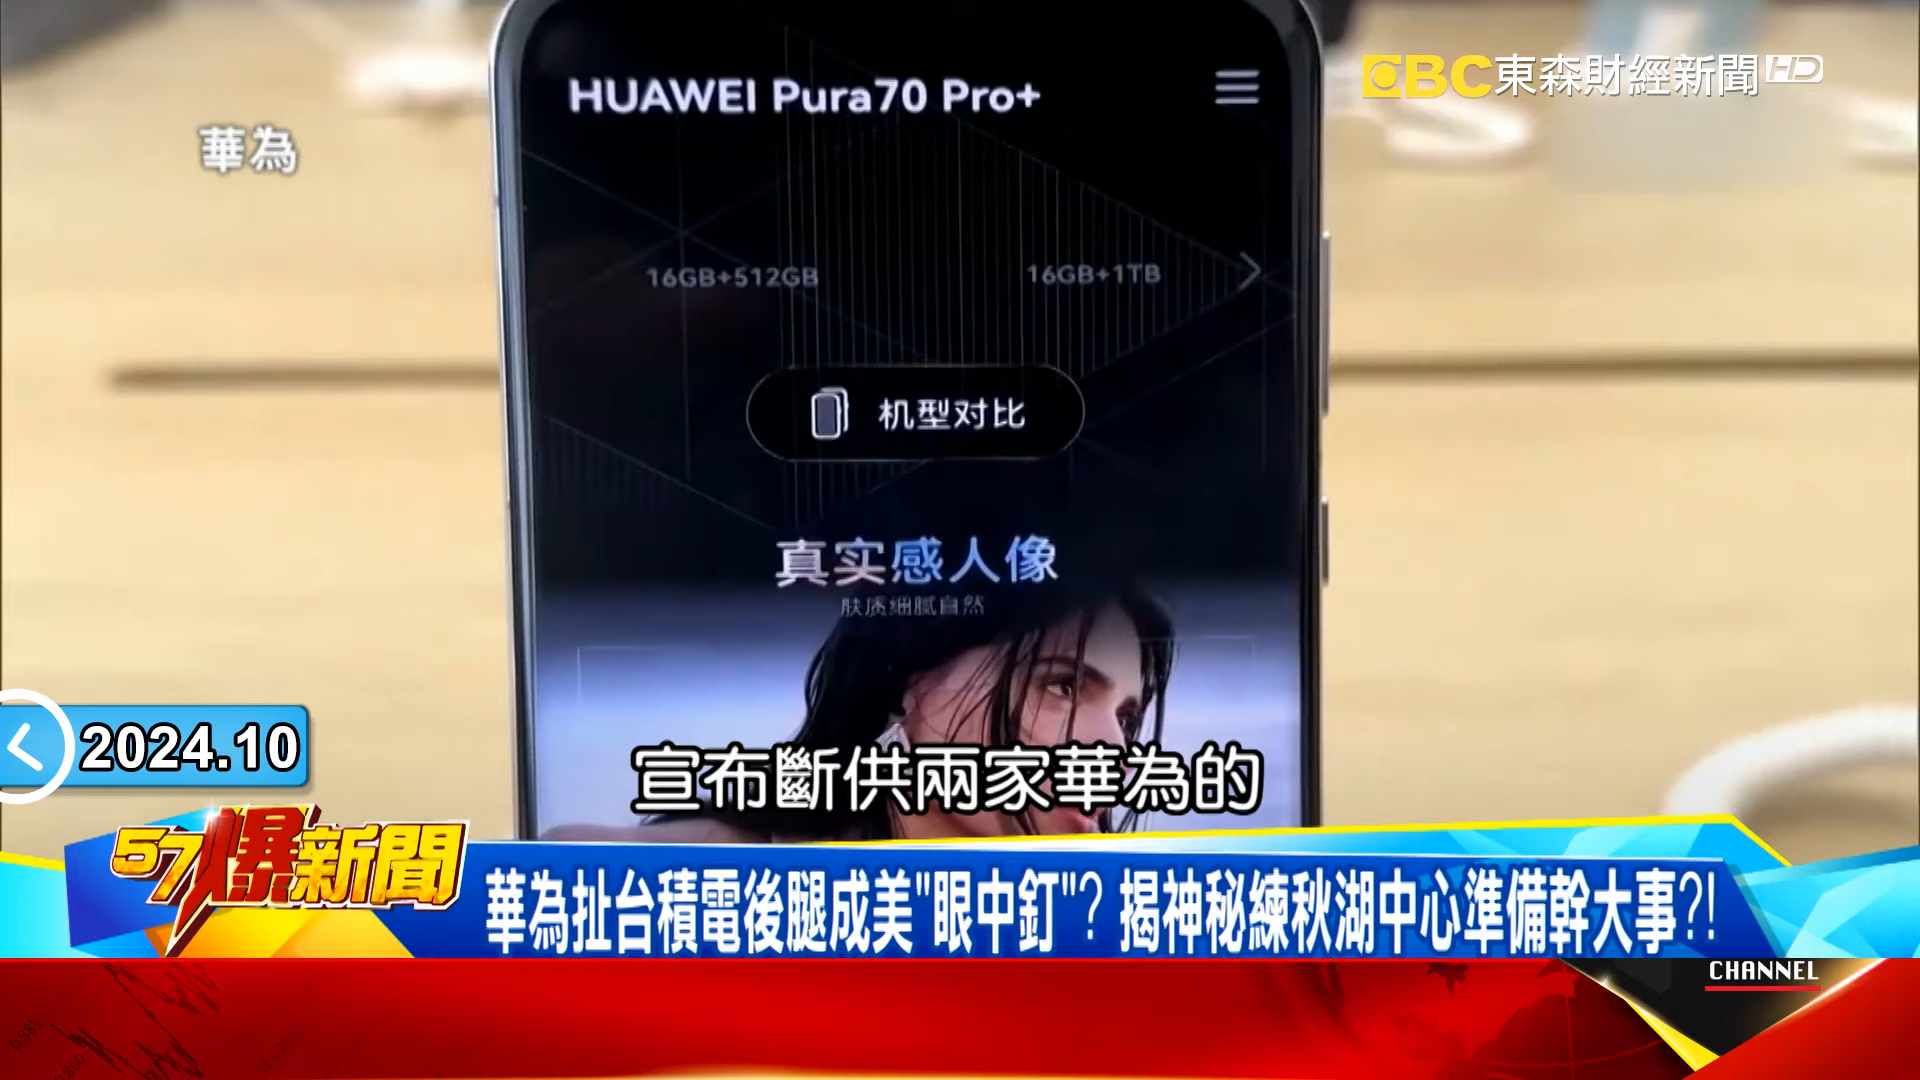 HUAWEI Pura70 Pro+
EBC東森財經新聞HD
華為
16GB+512GB
16GB+1TB
机型对比
真实感人像
肤质细腻自然
2024.10
宣布斷供兩家華為的
57爆新聞
華為扯台積電後腿成美"眼中釘"? 揭神秘練秋湖中心準備幹大事?!
CHANNEL